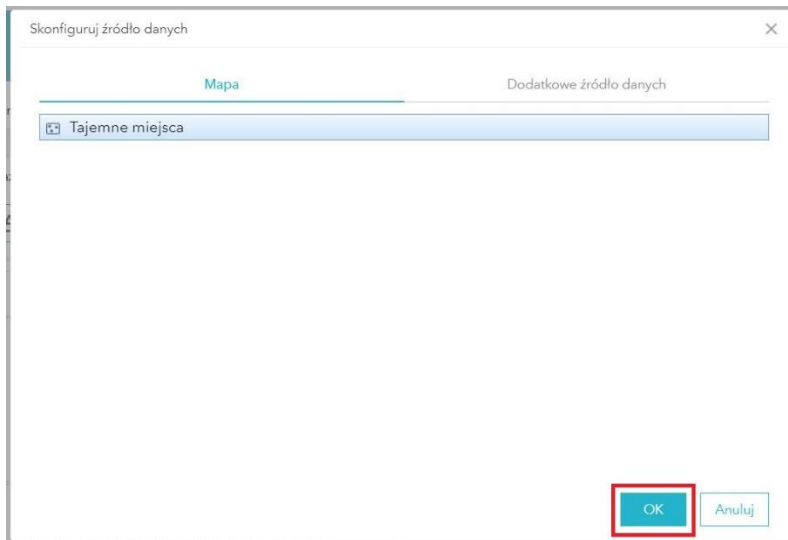 Skonfiguruj źródło danych
Mapa
Dodatkowe źródło danych
Tajemne miejsca
OK
Anuluj